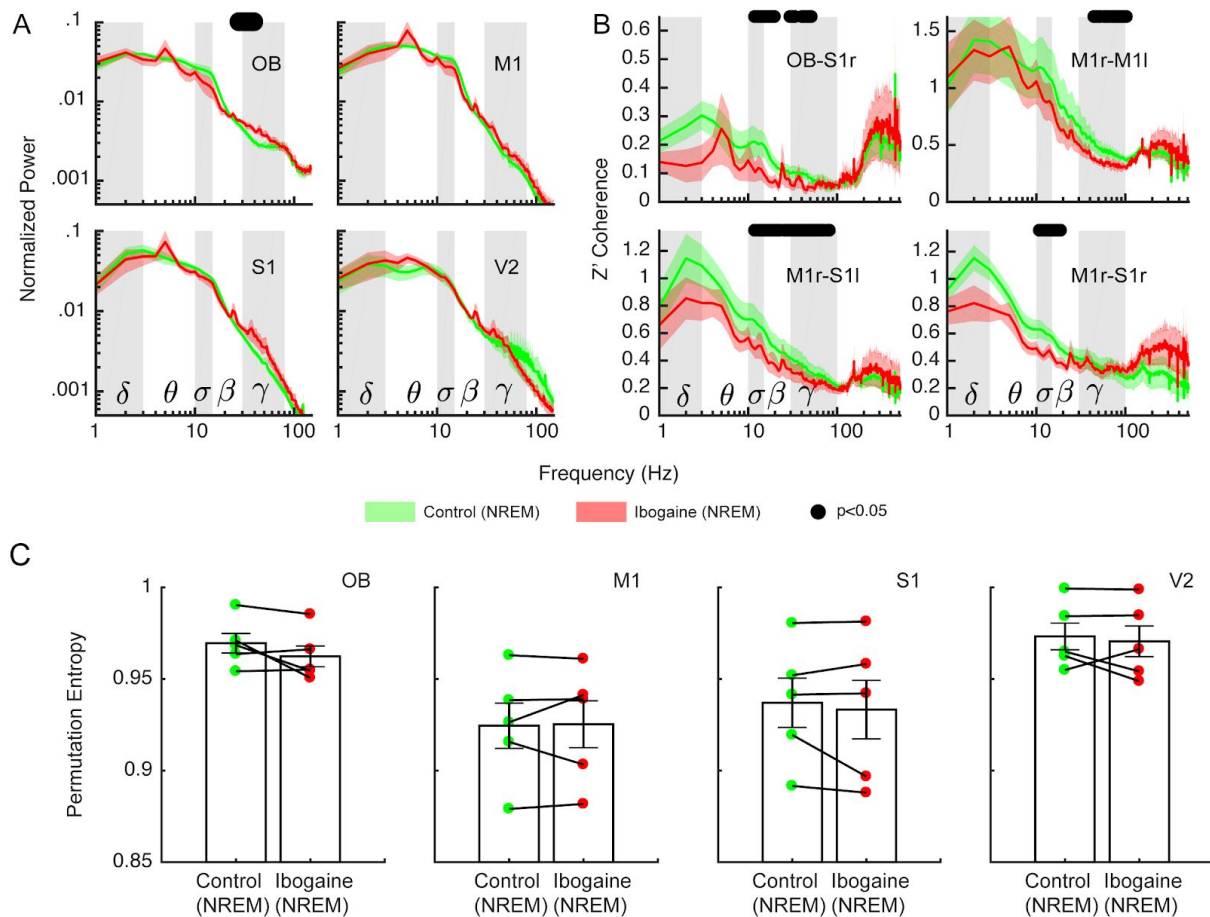 A
B
Normalized Power
.1
.01
.001
OB
M1
.1
.01
.001
S1
V2
δ θ σ β γ
δ θ σ β γ
1 10 100
1 10 100
Z' Coherence
0.6
0.5
0.4
0.3
0.2
0.1
0
OB-S1r
1.5
1
0.5
0
M1r-M1l
1.2
1
0.8
0.6
0.4
0.2
0
M1r-S1l
1.2
1
0.8
0.6
0.4
0.2
0
M1r-S1r
δ θ σ β γ
δ θ σ β γ
1 10 100
1 10 100
Frequency (Hz)
Control (NREM) Ibogaine (NREM) p<0.05
C
Permutation Entropy
1
0.95
0.9
0.85
OB M1 S1 V2
Control Ibogaine Control Ibogaine Control Ibogaine Control Ibogaine
(NREM) (NREM) (NREM) (NREM) (NREM) (NREM) (NREM) (NREM)